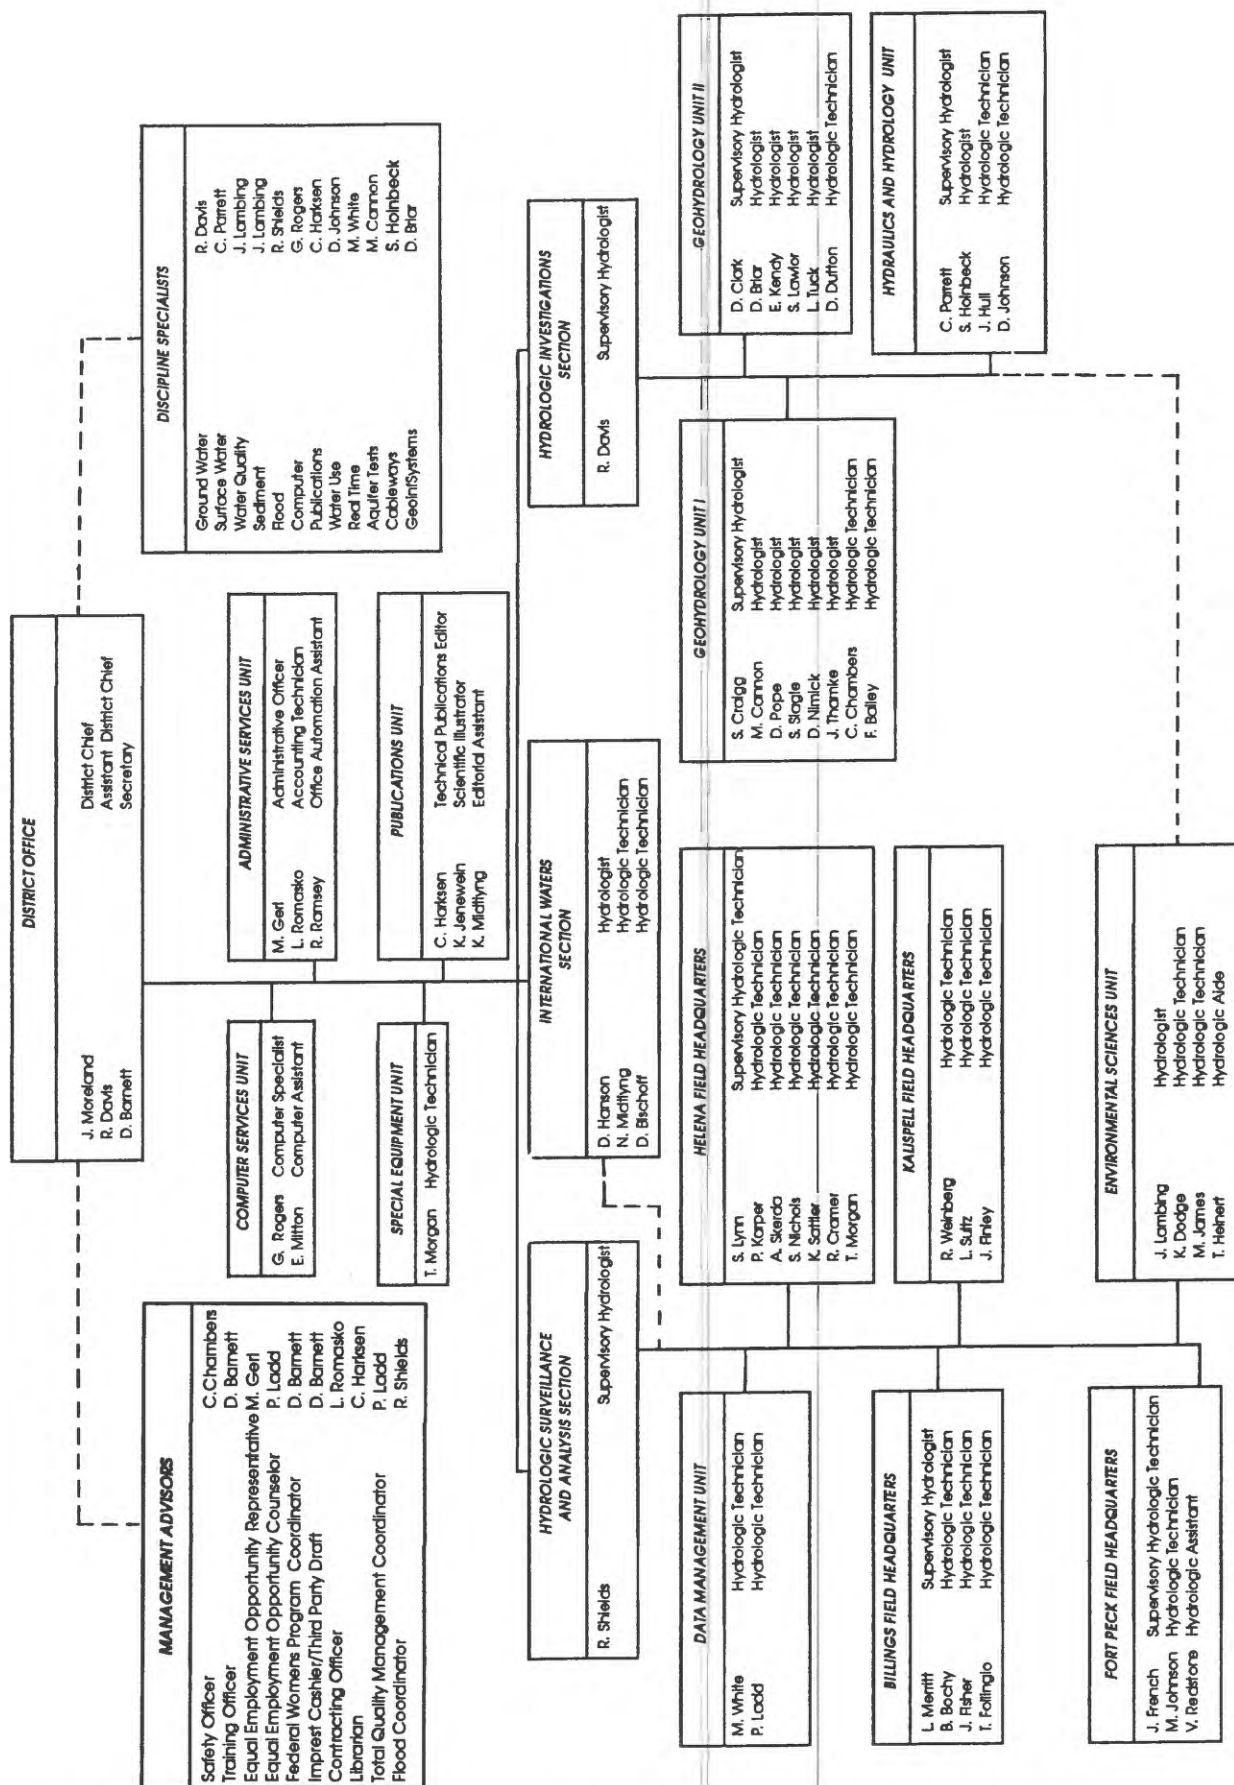 DISTRICT OFFICE
J. Moreland District Chief
R. Davis Assistant District Chief
D. Barnett Secretary
MANAGEMENT ADVISORS
Safety Officer C. Chambers
Training Officer D. Barnett
Equal Employment Opportunity Representative M. Gerl
Equal Employment Opportunity Counselor P. Ladd
Federal Womens Program Coordinator D. Barnett
Imprest Cashier/Third Party Draft D. Barnett
Contracting Officer L. Romasko
Librarian C. Harksen
Total Quality Management Coordinator P. Ladd
Flood Coordinator R. Shields
DISCIPLINE SPECIALISTS
Ground Water R. Davis
Surface Water C. Parrett
Water Quality J. Lambing
Sediment J. Lambing
Flood R. Shields
Computer G. Rogers
Publications C. Harksen
Water Use D. Johnson
Real Time M. White
Aquifer Tests M. Cannon
Cableways S. Holnbeck
GeoInfSystems D. Briar
COMPUTER SERVICES UNIT
G. Rogers Computer Specialist
E. Mitton Computer Assistant
ADMINISTRATIVE SERVICES UNIT
M. Gerl Administrative Officer
L. Romasko Accounting Technician
R. Ramsey Office Automation Assistant
SPECIAL EQUIPMENT UNIT
T. Morgan Hydrologic Technician
PUBLICATIONS UNIT
C. Harksen Technical Publications Editor
K. Jenewein Scientific Illustrator
K. Midtlyng Editorial Assistant
HYDROLOGIC SURVEILLANCE
AND ANALYSIS SECTION
R. Shields Supervisory Hydrologist
INTERNATIONAL WATERS
SECTION
D. Hanson Hydrologist
N. Midtlyng Hydrologic Technician
D. Bischoff Hydrologic Technician
HYDROLOGIC INVESTIGATIONS
SECTION
R. Davis Supervisory Hydrologist
DATA MANAGEMENT UNIT
M. White Hydrologic Technician
P. Ladd Hydrologic Technician
HELENA FIELD HEADQUARTERS
S. Lynn Supervisory Hydrologic Technician
P. Karper Hydrologic Technician
A. Skerda Hydrologic Technician
S. Nichols Hydrologic Technician
K. Sattler Hydrologic Technician
R. Cramer Hydrologic Technician
T. Morgan Hydrologic Technician
GEOHYDROLOGY UNIT I
S. Craigg Supervisory Hydrologist
M. Cannon Hydrologist
D. Pope Hydrologist
S. Slagle Hydrologist
D. Nimick Hydrologist
J. Thamke Hydrologist
C. Chambers Hydrologic Technician
F. Bailey Hydrologic Technician
GEOHYDROLOGY UNIT II
D. Clark Supervisory Hydrologist
D. Briar Hydrologist
E. Kendy Hydrologist
S. Lawlor Hydrologist
L. Tuck Hydrologist
D. Dutton Hydrologic Technician
BILLINGS FIELD HEADQUARTERS
L. Merritt Supervisory Hydrologist
B. Bochy Hydrologic Technician
J. Fisher Hydrologic Technician
T. Follinglo Hydrologic Technician
KALISPELL FIELD HEADQUARTERS
R. Weinberg Hydrologic Technician
L. Sultz Hydrologic Technician
J. Finley Hydrologic Technician
HYDRAULICS AND HYDROLOGY UNIT
C. Parrett Supervisory Hydrologist
S. Holnbeck Hydrologist
J. Hull Hydrologic Technician
D. Johnson Hydrologic Technician
FORT PECK FIELD HEADQUARTERS
J. French Supervisory Hydrologic Technician
M. Johnson Hydrologic Technician
V. Redstone Hydrologic Assistant
ENVIRONMENTAL SCIENCES UNIT
J. Lambing Hydrologist
K. Dodge Hydrologic Technician
M. James Hydrologic Technician
T. Heinert Hydrologic Aide